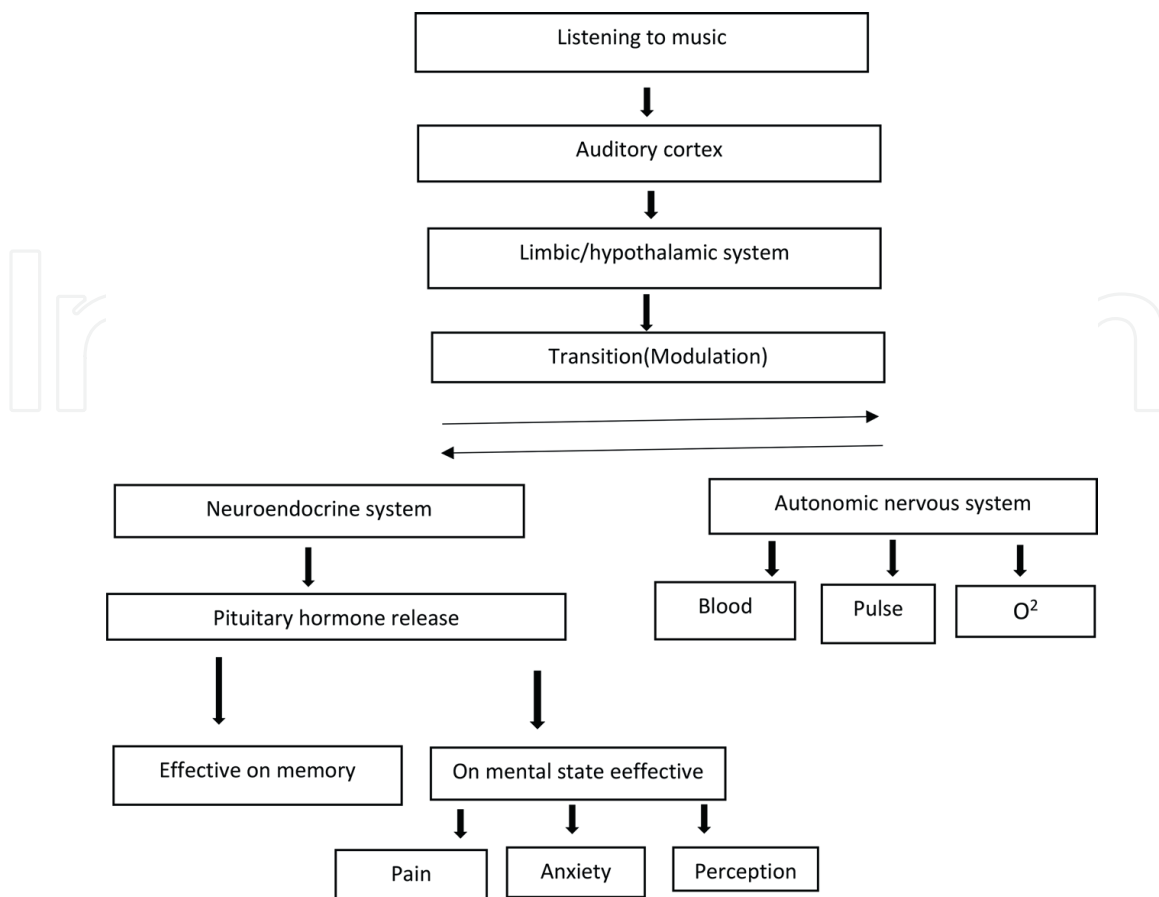 Listening to music
Auditory cortex
Limbic/hypothalamic system
Transition(Modulation)
Neuroendocrine system
Autonomic nervous system
Blood
Pulse
O²
Pituitary hormone release
Effective on memory
On mental state eeffective
Pain
Anxiety
Perception